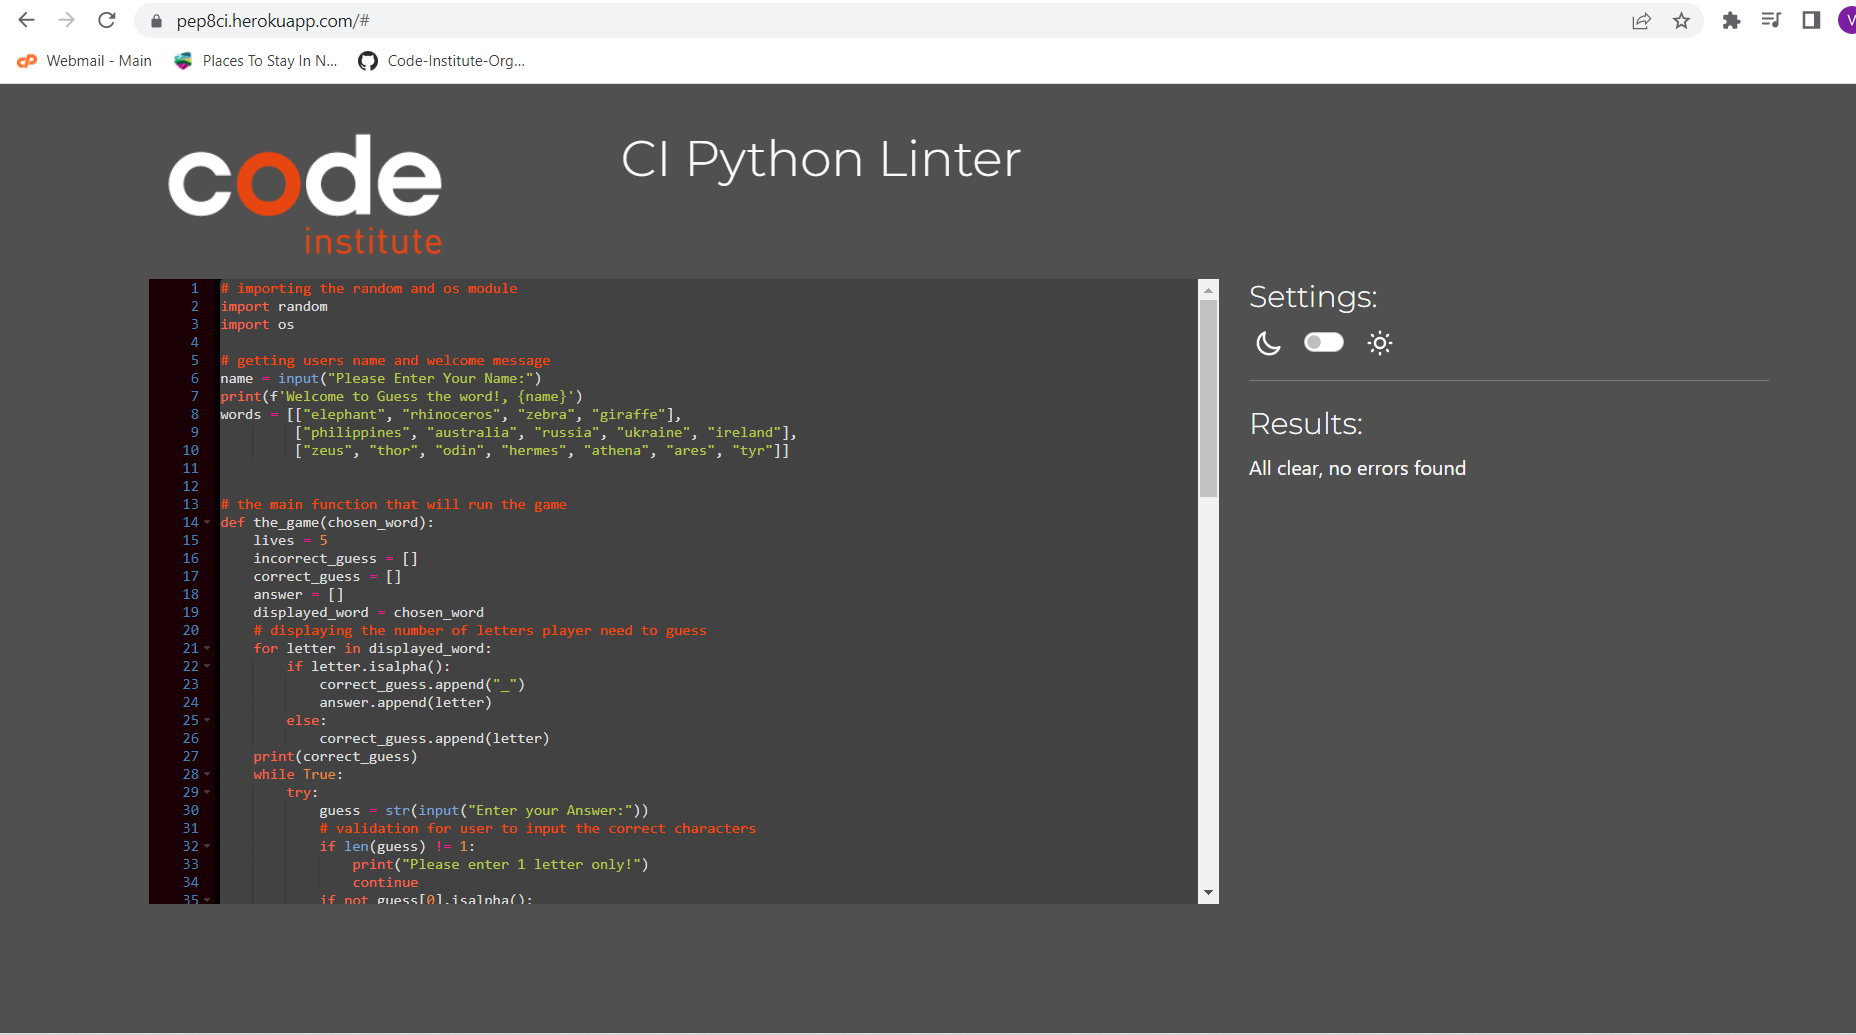 pep8ci.herokuapp.com/#
V
Webmail - Main
Places To Stay In N...
Code-Institute-Org...
code
institute
CI Python Linter
1 # importing the random and os module
2 import random
3 import os
4
5 # getting users name and welcome message
6 name = input("Please Enter Your Name:")
7 print(f'Welcome to Guess the word!, {name}')
8 words = [["elephant", "rhinoceros", "zebra", "giraffe"],
9 ["philippines", "australia", "russia", "ukraine", "ireland"],
10 ["zeus", "thor", "odin", "hermes", "athena", "ares", "tyr"]]
11
12
13 # the main function that will run the game
14 def the_game(chosen_word):
15 lives = 5
16 incorrect_guess = []
17 correct_guess = []
18 answer = []
19 displayed_word = chosen_word
20 # displaying the number of letters player need to guess
21 for letter in displayed_word:
22 if letter.isalpha():
23 correct_guess.append("_")
24 answer.append(letter)
25 else:
26 correct_guess.append(letter)
27 print(correct_guess)
28 while True:
29 try:
30 guess = str(input("Enter your Answer:"))
31 # validation for user to input the correct characters
32 if len(guess) != 1:
33 print("Please enter 1 letter only!")
34 continue
35 if not guess[0].isalpha():
Settings:
Results:
All clear, no errors found